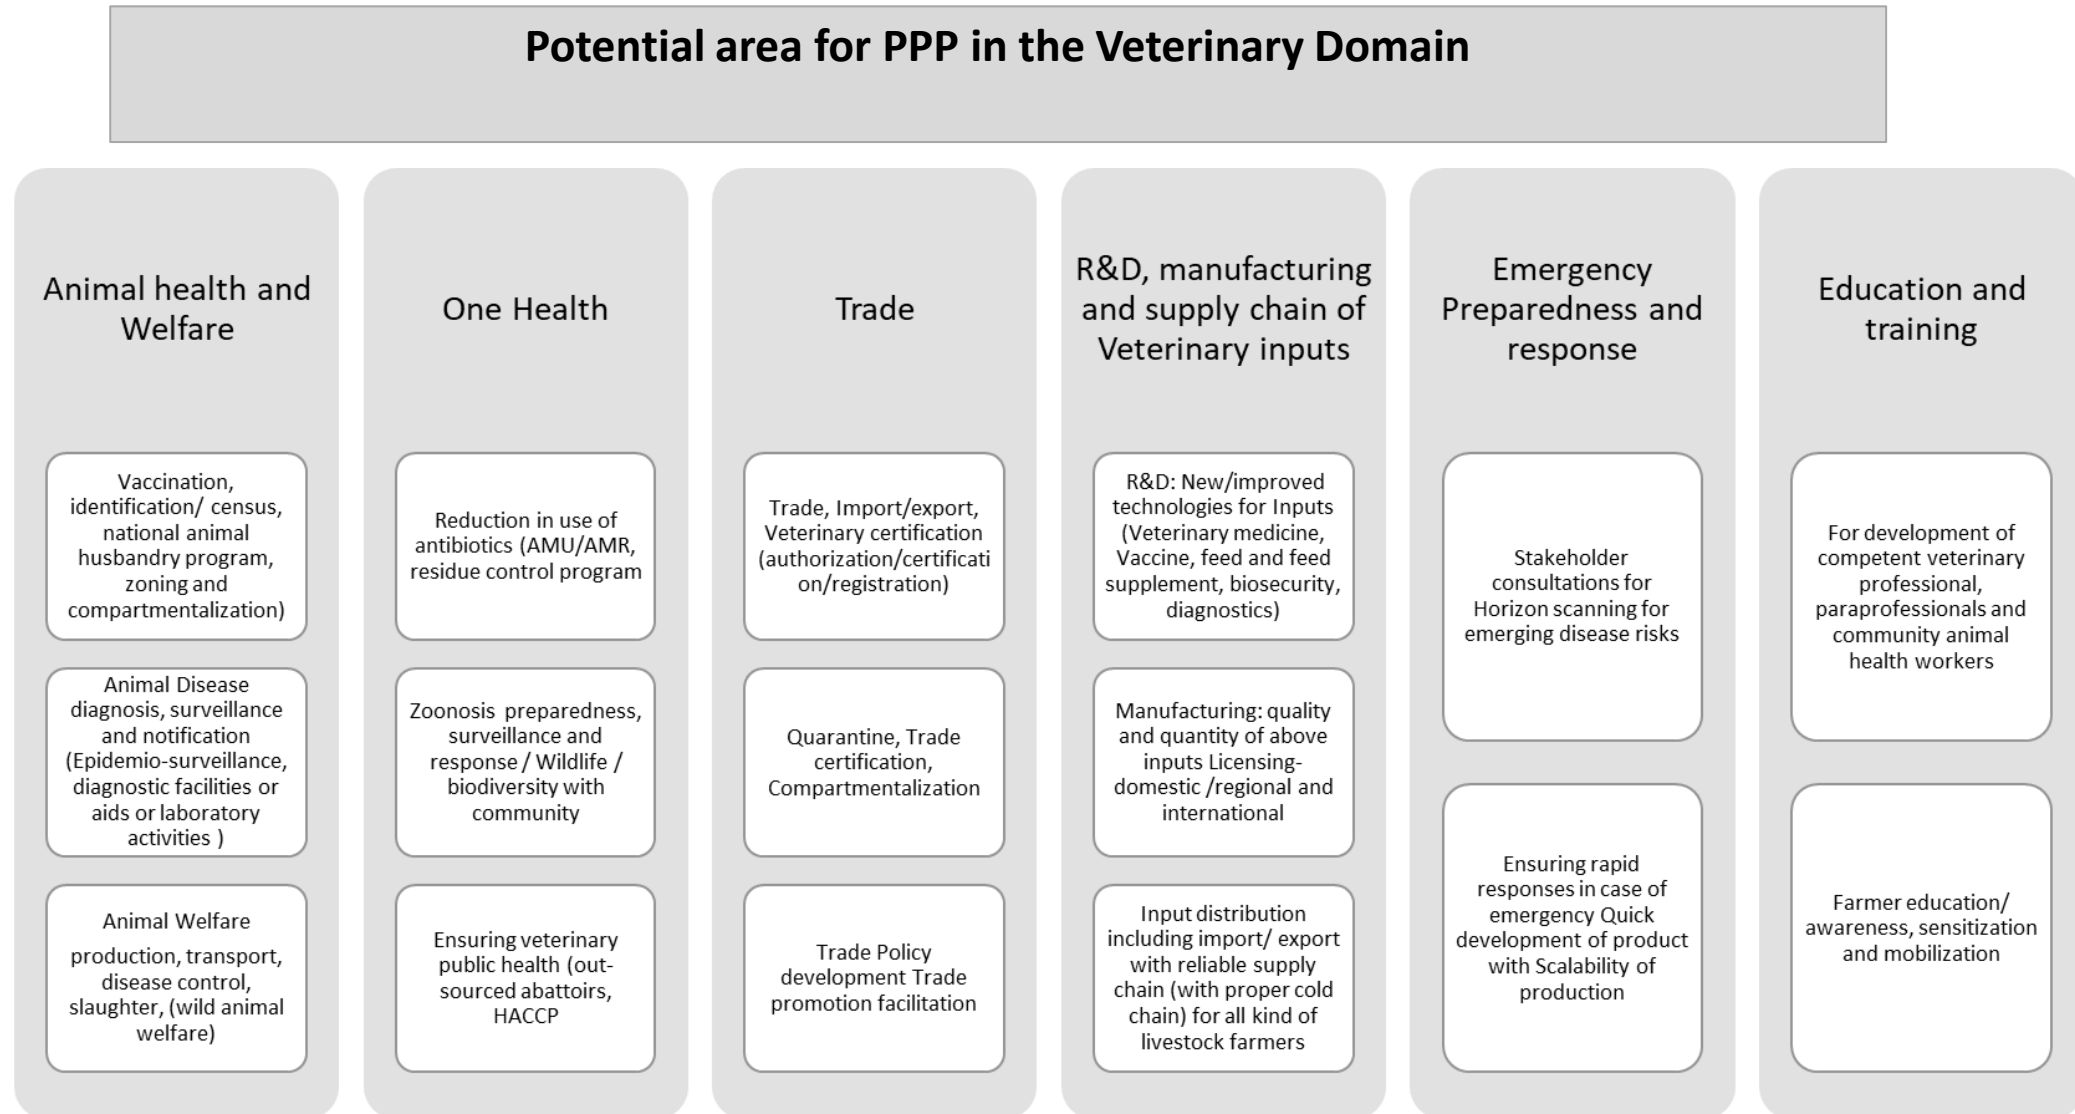 Potential area for PPP in the Veterinary Domain
Animal health and
Welfare
Vaccination,
identification/ census,
national animal
husbandry program,
zoning and
compartmentalization)
Animal Disease
diagnosis, surveillance
and notification
(Epidemio-surveillance,
diagnostic facilities or
aids or laboratory
activities )
Animal Welfare
production, transport,
disease control,
slaughter, (wild animal
welfare)
One Health
Reduction in use of
antibiotics (AMU/AMR,
residue control program
Zoonosis preparedness,
surveillance and
response / Wildlife /
biodiversity with
community
Ensuring veterinary
public health (out-
sourced abattoirs,
HACCP
Trade
Trade, Import/export,
Veterinary certification
(authorization/certificati
on/registration)
Quarantine, Trade
certification,
Compartmentalization
Trade Policy
development Trade
promotion facilitation
R&D, manufacturing
and supply chain of
Veterinary inputs
R&D: New/improved
technologies for Inputs
(Veterinary medicine,
Vaccine, feed and feed
supplement, biosecurity,
diagnostics)
Manufacturing: quality
and quantity of above
inputs Licensing-
domestic /regional and
international
Input distribution
including import/ export
with reliable supply
chain (with proper cold
chain) for all kind of
livestock farmers
Emergency
Preparedness and
response
Stakeholder
consultations for
Horizon scanning for
emerging disease risks
Ensuring rapid
responses in case of
emergency Quick
development of product
with Scalability of
production
Education and
training
For development of
competent veterinary
professional,
paraprofessionals and
community animal
health workers
Farmer education/
awareness, sensitization
and mobilization